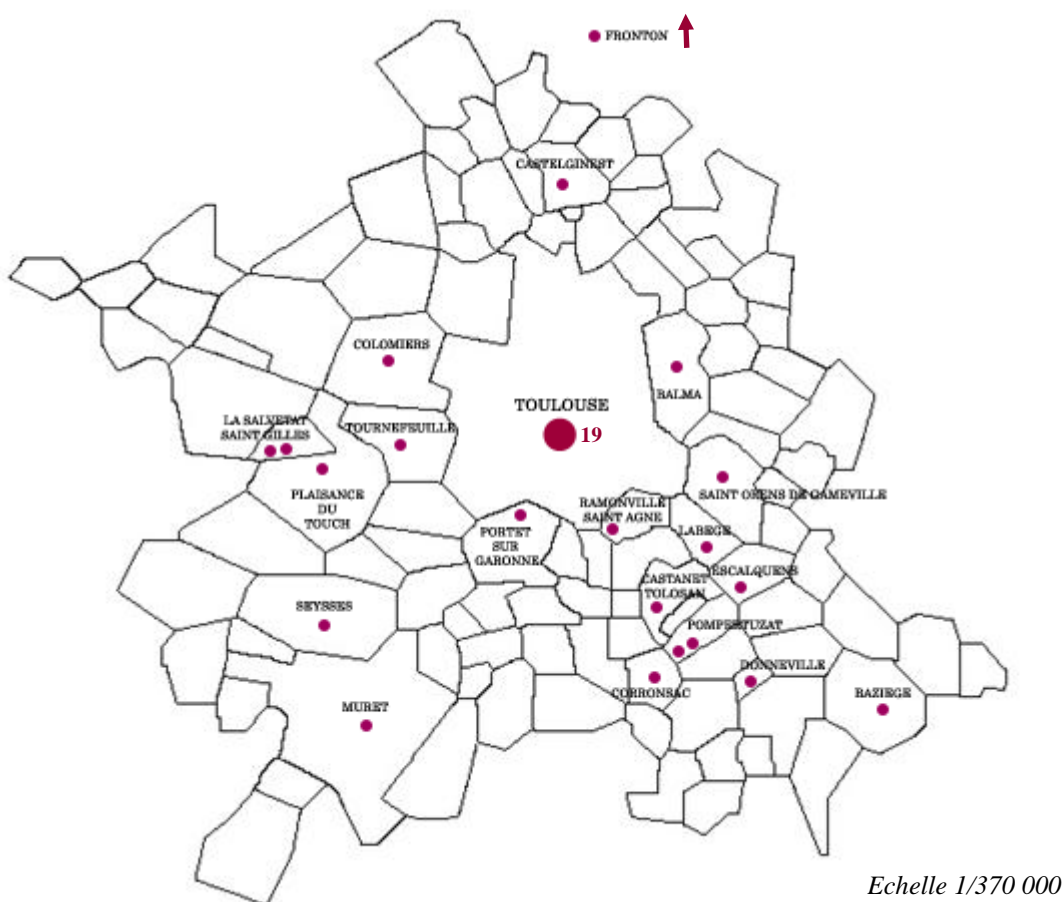 FRONTON
CASTELGINEST
COLOMIERS
BALMA
TOULOUSE
19
LA SALVETAT
SAINT GILLES
TOURNEFEUILLE
PLAISANCE
DU
TOUCH
SAINT ORENS DE GAMEVILLE
RAMONVILLE
SAINT AGNE
PORTET
SUR
GARONNE
LABEGE
ESCALQUENS
CASTANET
TOLOSAN
SEYSSES
POMPERTUZAT
DONNEVILLE
CORRONSAC
MURET
BAZIEGE
Echelle 1/370 000